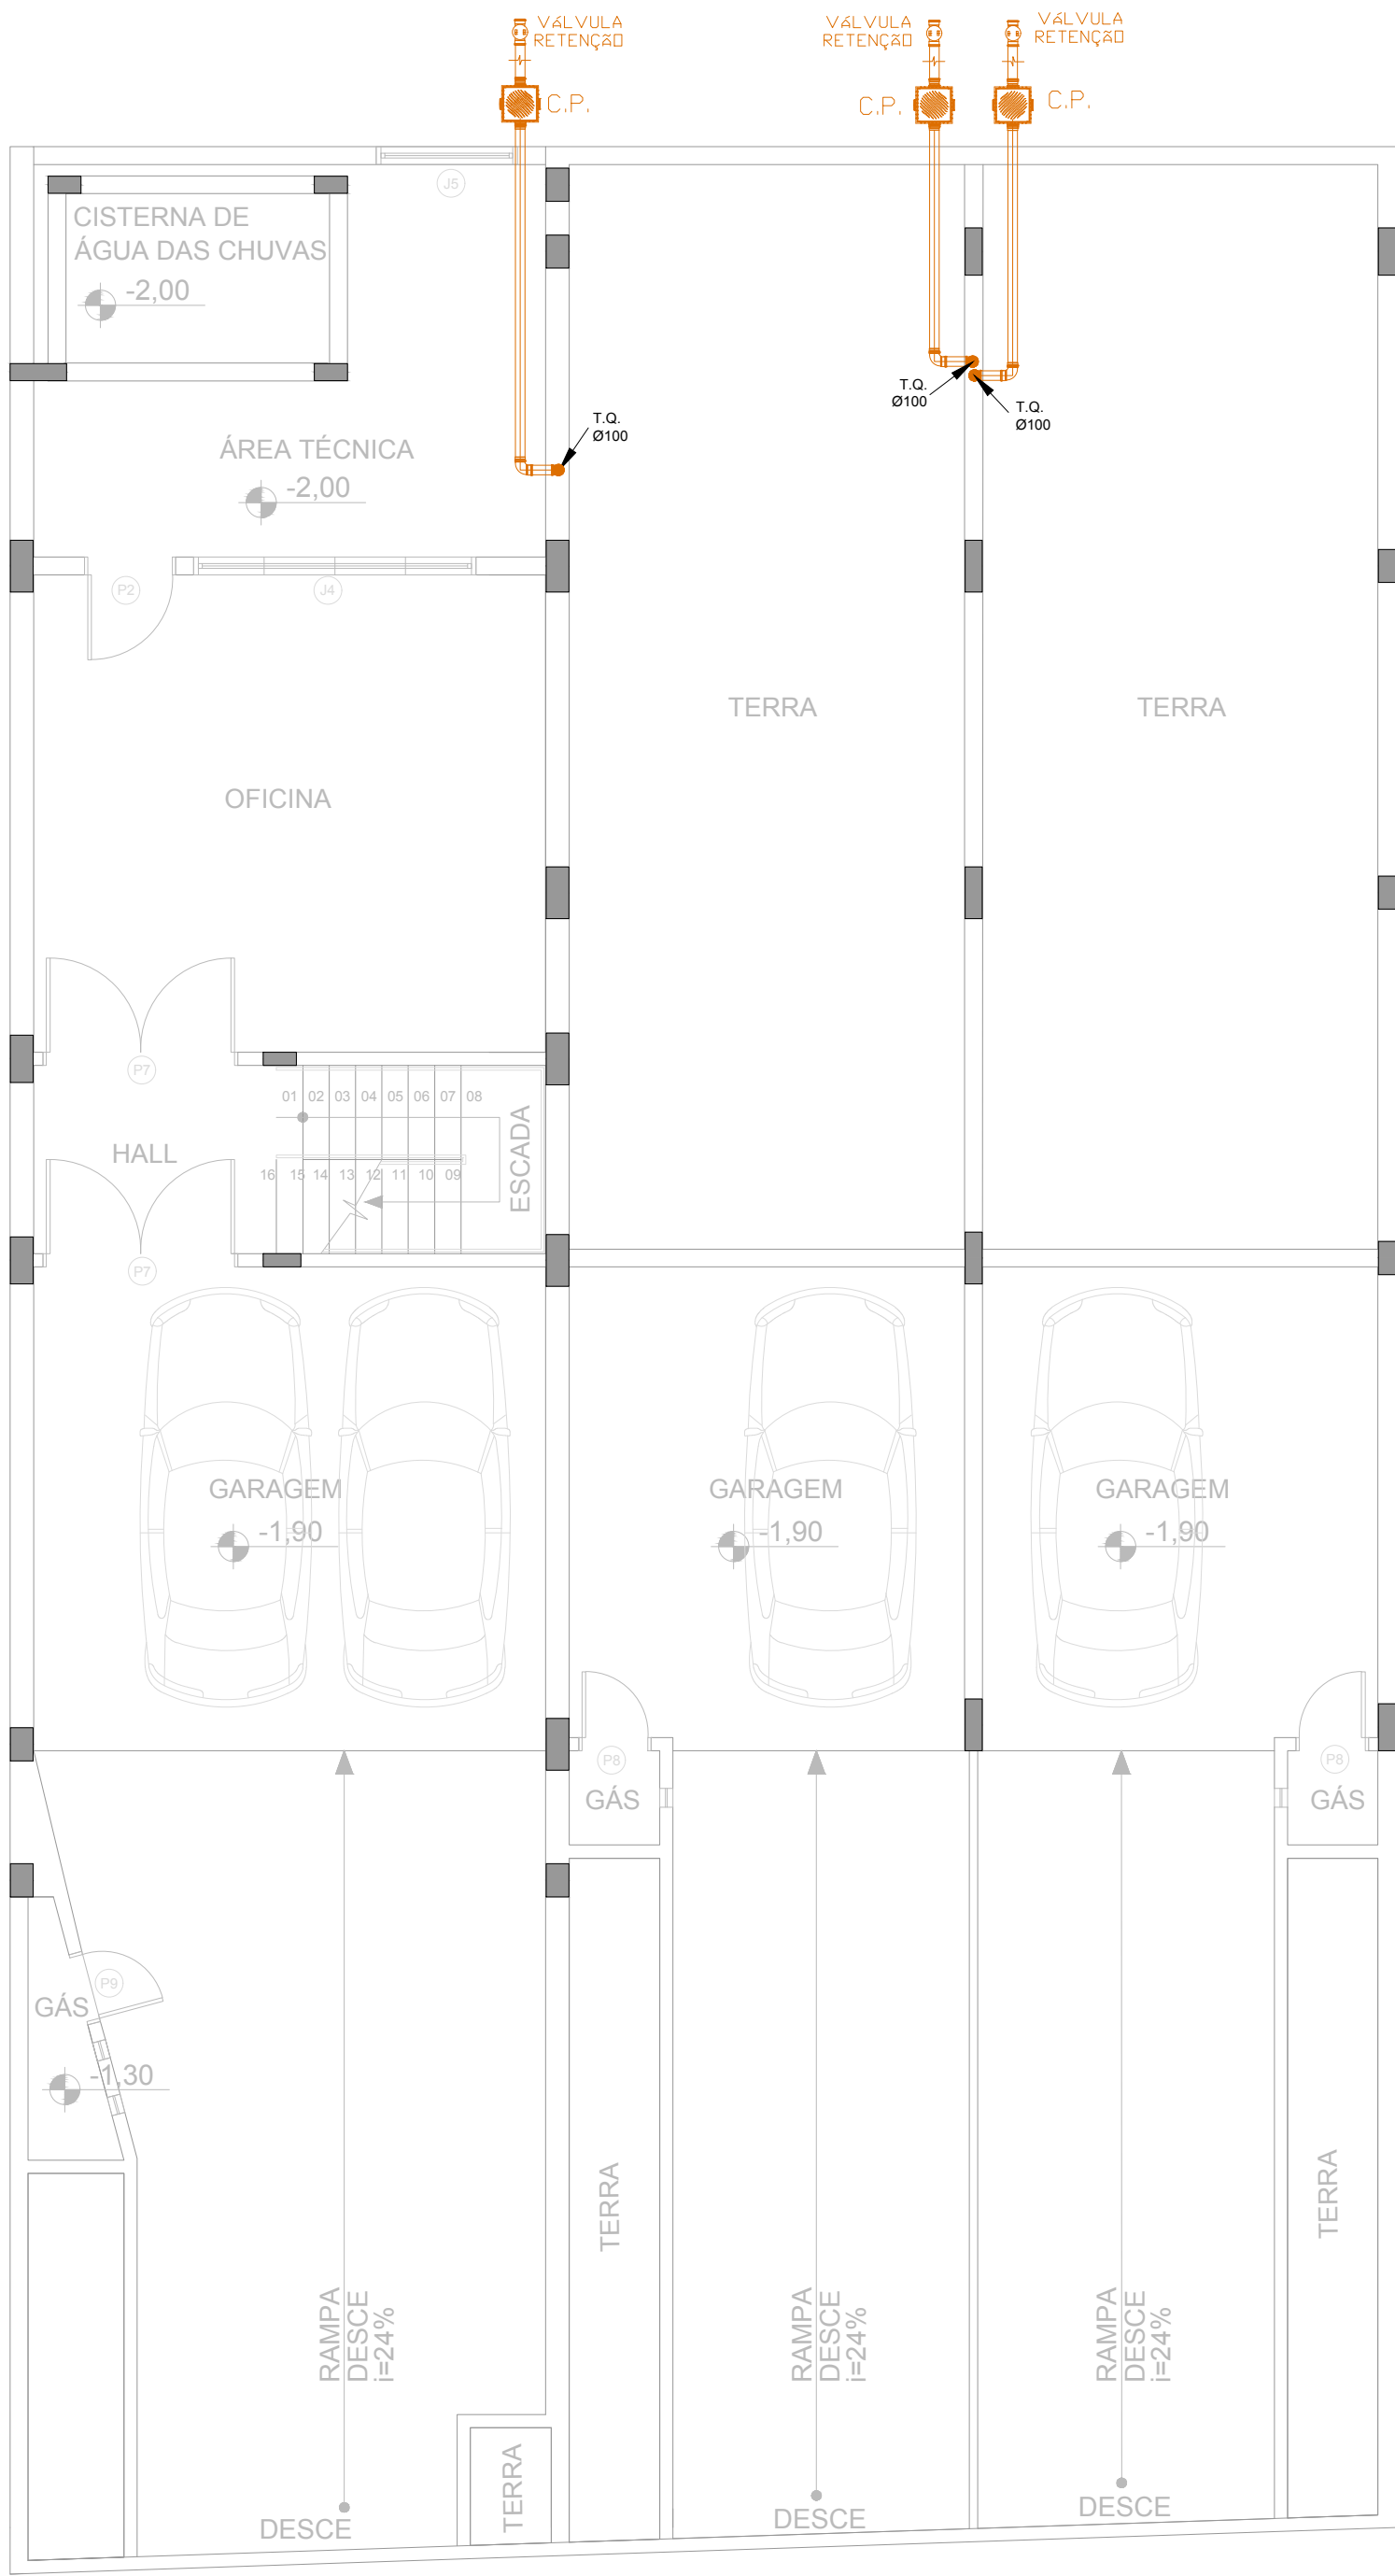 VáLVULA
RETENÇãO
VáLVULA
RETENÇãO
VáLVULA
RETENÇãO
C.P.
C.P.
C.P.
J5
CISTERNA DE
ÁGUA DAS CHUVAS
-2,00
T.Q.
Ø100
T.Q.
Ø100
T.Q.
Ø100
ÁREA TÉCNICA
-2,00
P2
J4
TERRA
TERRA
OFICINA
P7
01 02 03 04 05 06 07 08
HALL
ESCADA
16 15 14 13 12 11 10 09
P7
GARAGEM
-1,90
GARAGEM
-1,90
GARAGEM
-1,90
P8
GÁS
P8
GÁS
P9
GÁS
-1,30
TERRA
TERRA
RAMPA
DESCE
i=24%
RAMPA
DESCE
i=24%
RAMPA
DESCE
i=24%
TERRA
DESCE
DESCE
DESCE